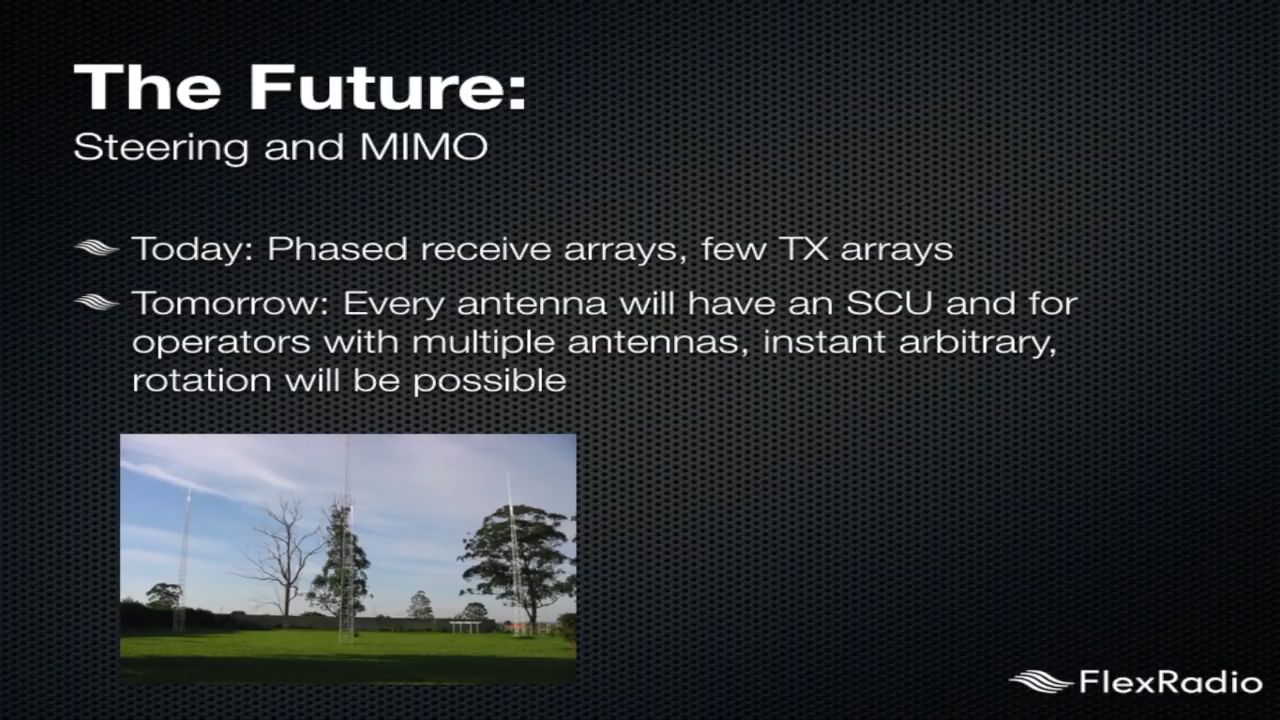 The Future:
Steering and MIMO
Today: Phased receive arrays, few TX arrays
Tomorrow: Every antenna will have an SCU and for
operators with multiple antennas, instant arbitrary,
rotation will be possible
FlexRadio